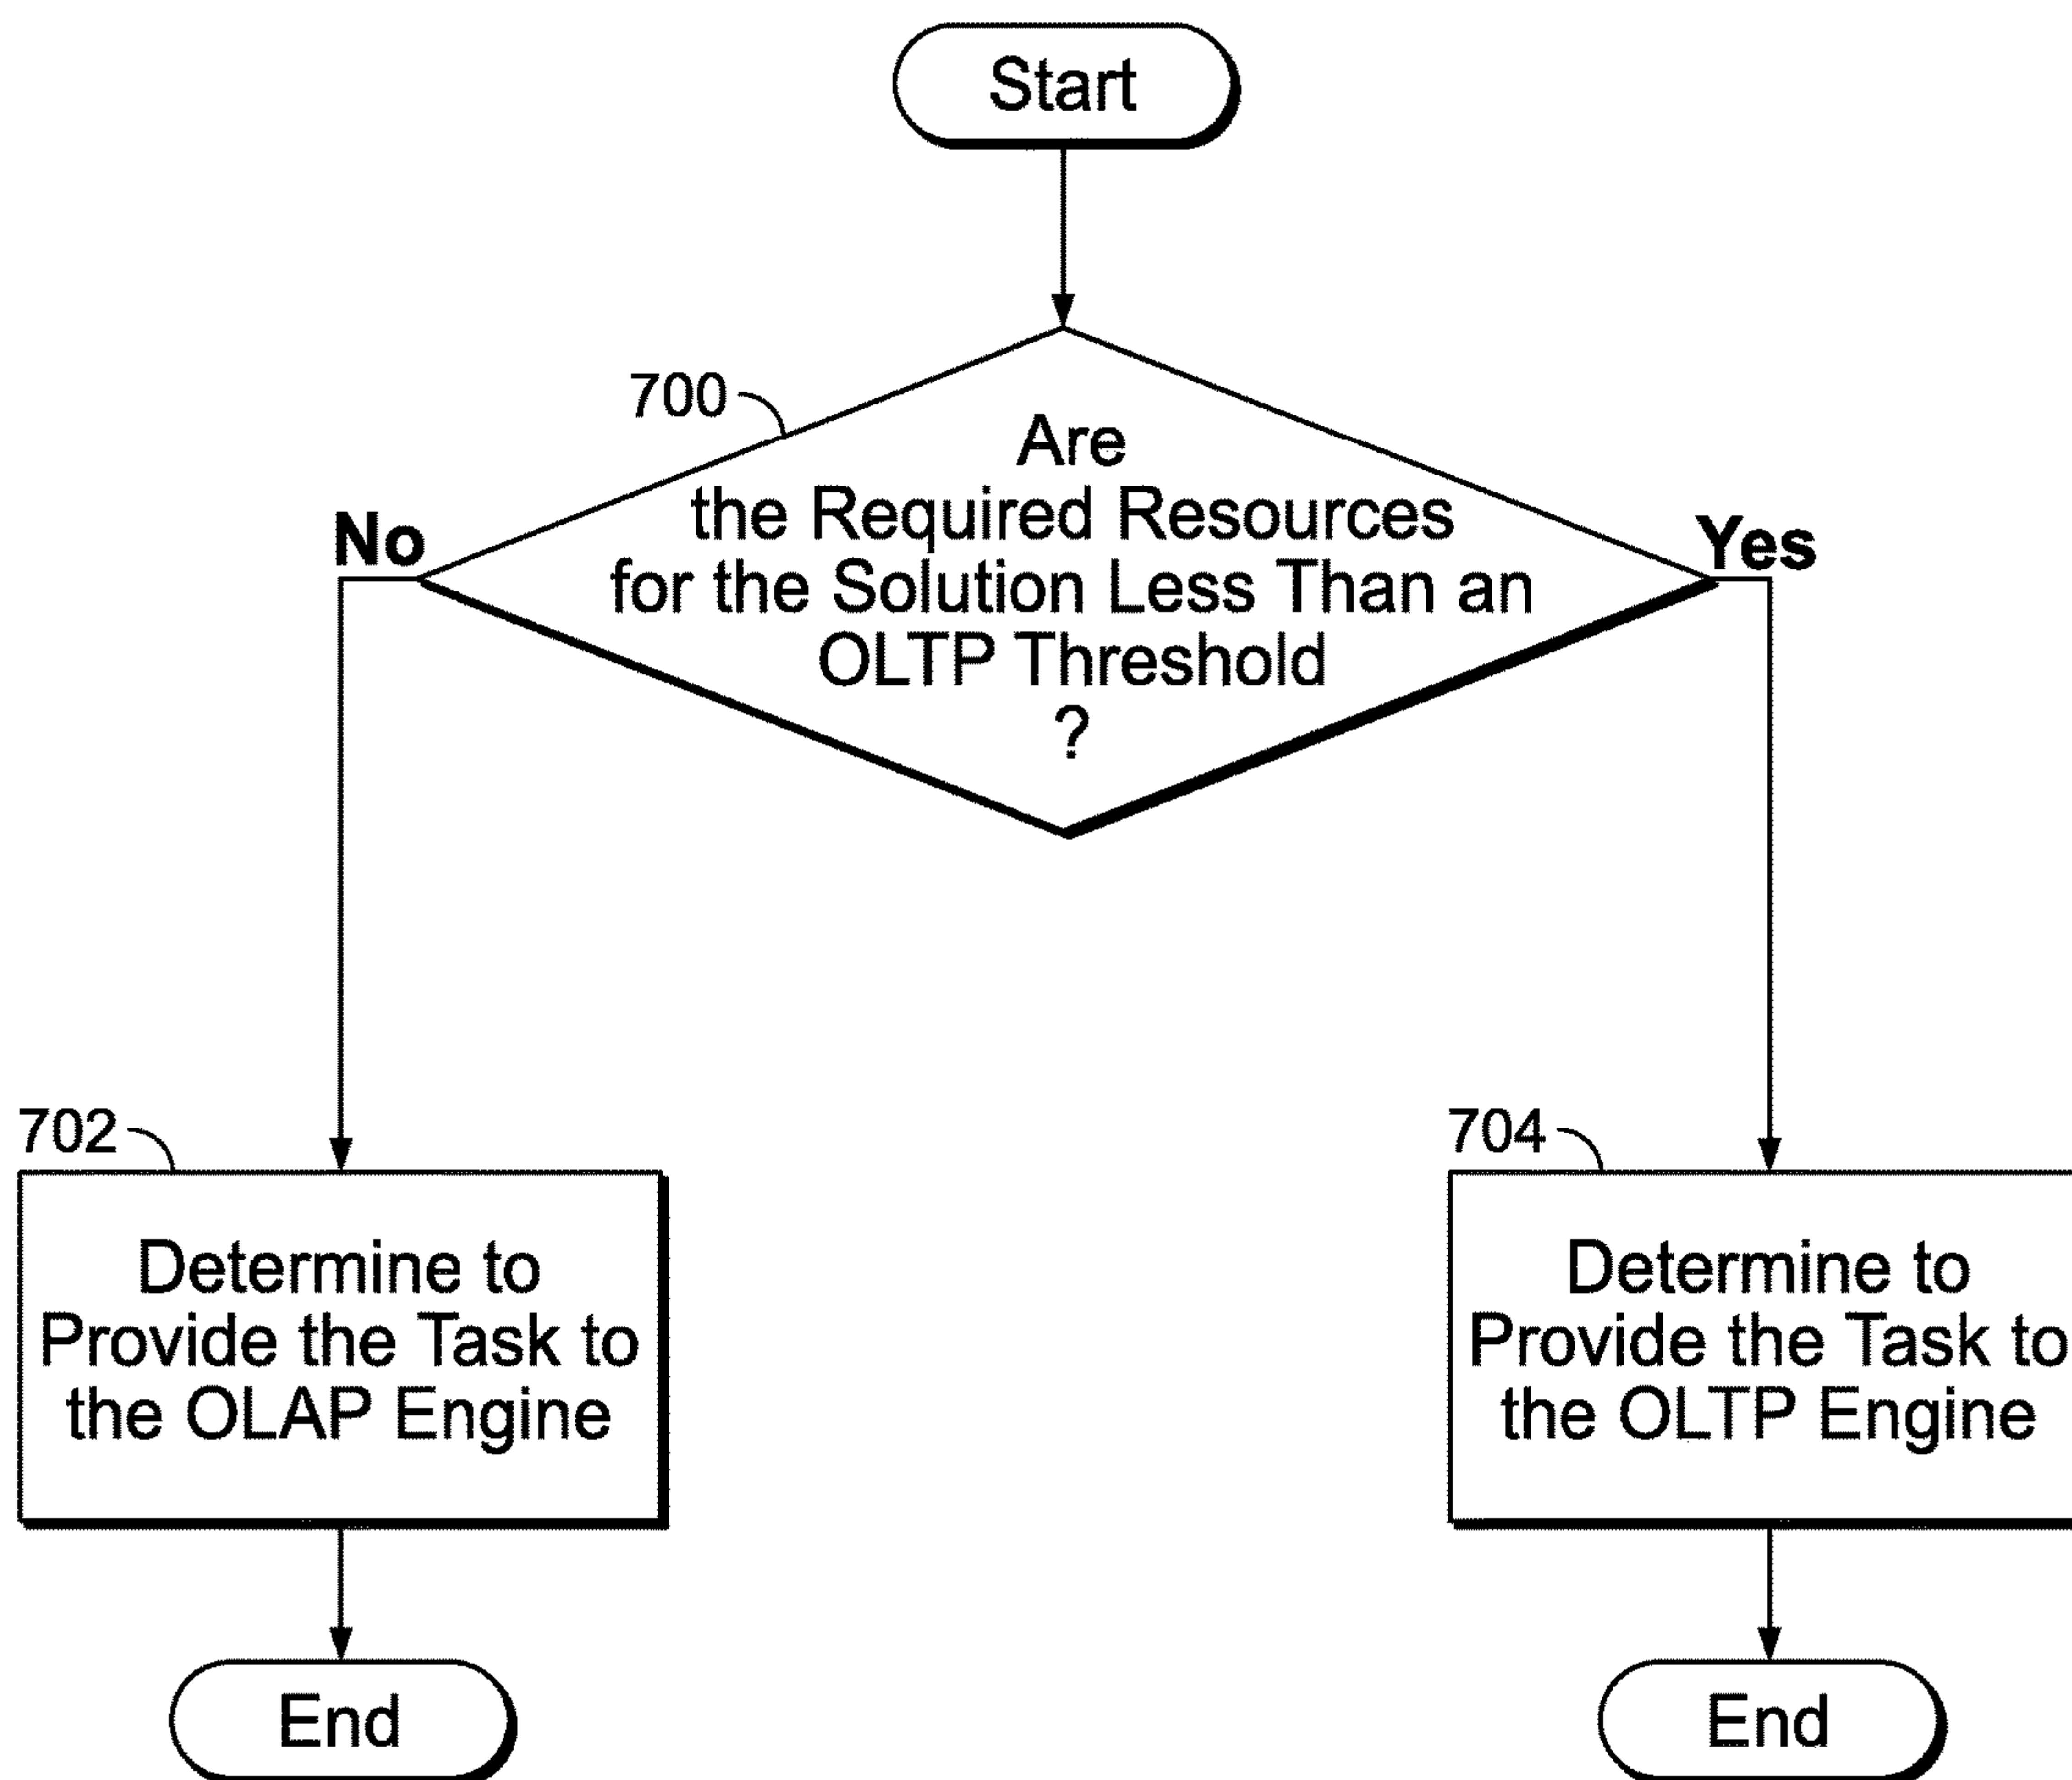 Start
700
Are
the Required Resources
for the Solution Less Than an
OLTP Threshold
?
No
Yes
702
Determine to
Provide the Task to
the OLAP Engine
704
Determine to
Provide the Task to
the OLTP Engine
End
End